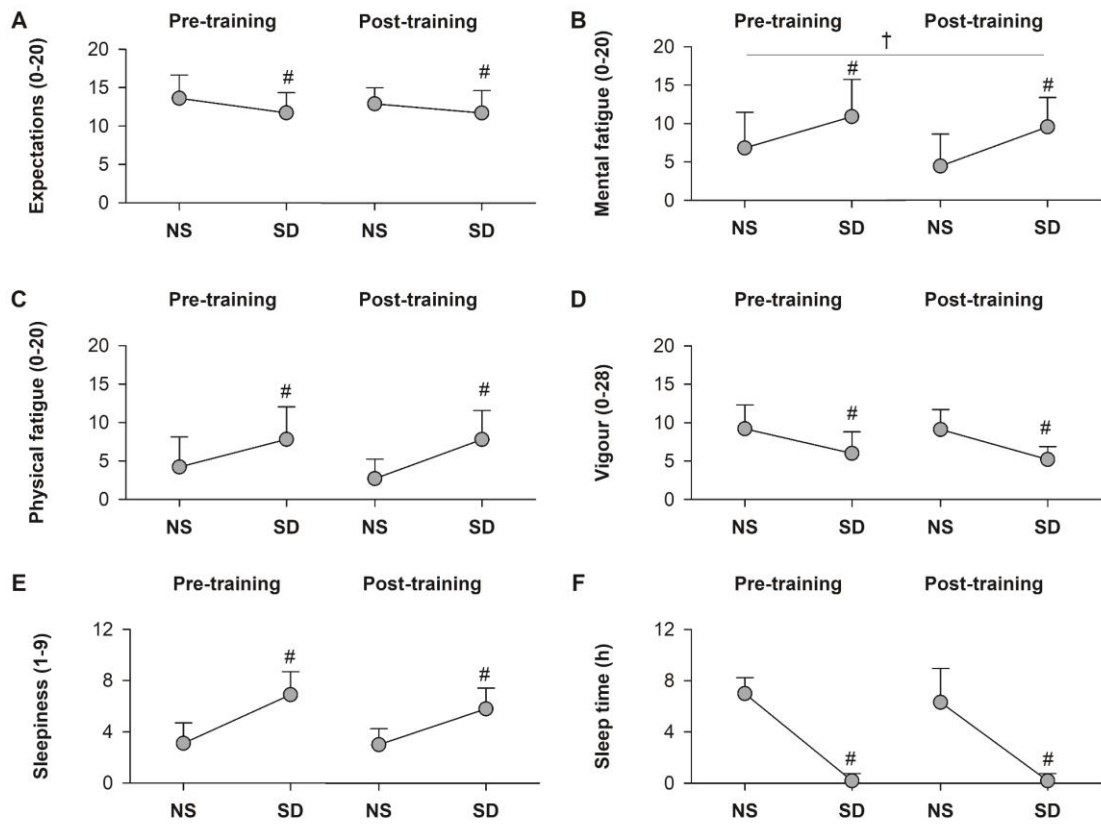 A
Pre-training Post-training
Expectations (0-20)
20
15
10
5
0
# #
NS SD NS SD
B
Pre-training Post-training
Mental fatigue (0-20)
20
15
10
5
0
†
# #
NS SD NS SD
C
Pre-training Post-training
Physical fatigue (0-20)
20
15
10
5
0
# #
NS SD NS SD
D
Pre-training Post-training
Vigour (0-28)
20
15
10
5
0
# #
NS SD NS SD
E
Pre-training Post-training
Sleepiness (1-9)
12
8
4
0
# #
NS SD NS SD
F
Pre-training Post-training
Sleep time (h)
12
8
4
0
# #
NS SD NS SD